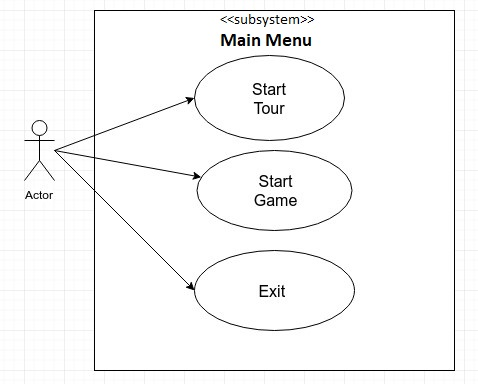 <<subsystem>>
Main Menu
Start
Tour
Start
Game
Actor
Exit